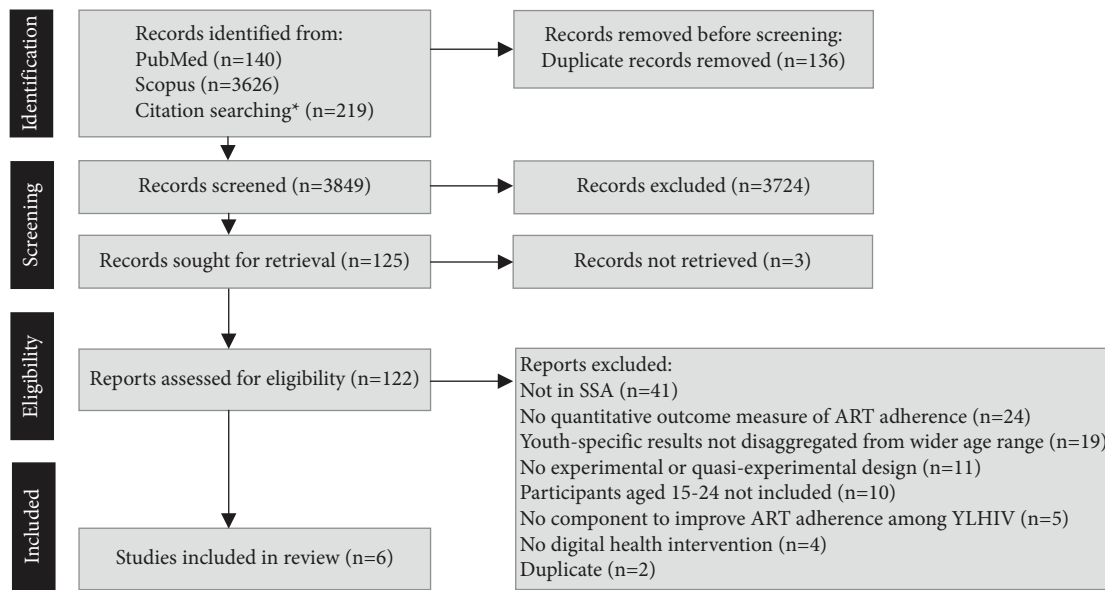 Identification
Records identified from:
PubMed (n=140)
Scopus (n=3626)
Citation searching* (n=219)
Records removed before screening:
Duplicate records removed (n=136)
Screening
Records screened (n=3849)
Records excluded (n=3724)
Records sought for retrieval (n=125)
Records not retrieved (n=3)
Eligibility
Reports assessed for eligibility (n=122)
Reports excluded:
Not in SSA (n=41)
No quantitative outcome measure of ART adherence (n=24)
Youth-specific results not disaggregated from wider age range (n=19)
No experimental or quasi-experimental design (n=11)
Participants aged 15-24 not included (n=10)
No component to improve ART adherence among YLHIV (n=5)
No digital health intervention (n=4)
Duplicate (n=2)
Included
Studies included in review (n=6)